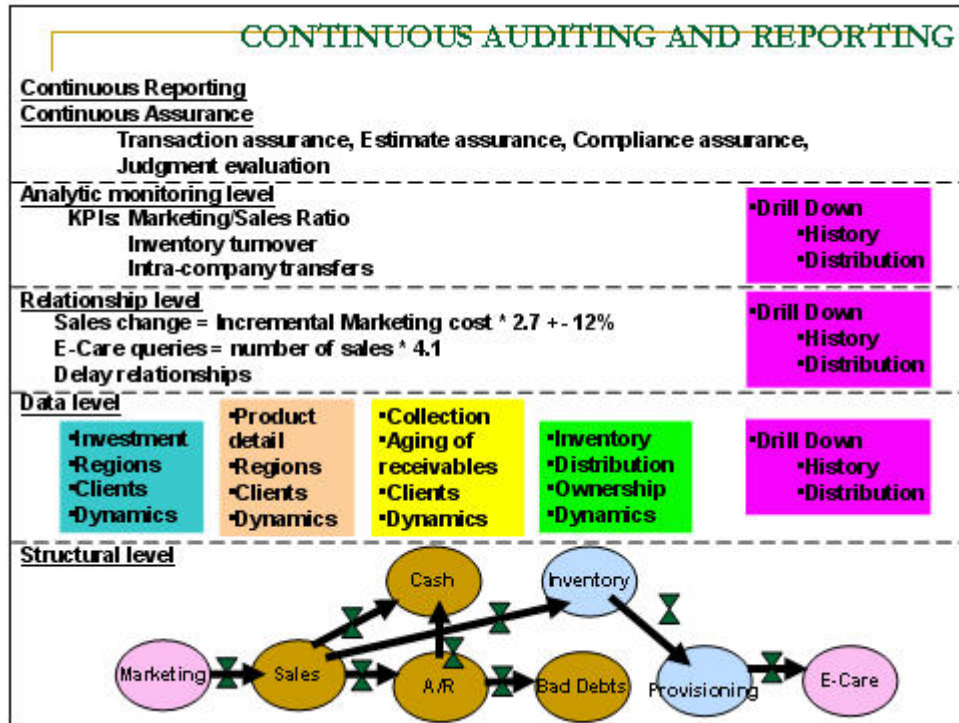 CONTINUOUS AUDITING AND REPORTING
Continuous Reporting
Continuous Assurance
Transaction assurance, Estimate assurance, Compliance assurance,
Judgment evaluation
Analytic monitoring level
KPIs: Marketing/Sales Ratio
Inventory turnover
Intra-company transfers
▪Drill Down
▪History
▪Distribution
Relationship level
Sales change = Incremental Marketing cost * 2.7 +- 12%
E-Care queries = number of sales * 4.1
Delay relationships
▪Drill Down
▪History
▪Distribution
Data level
▪Investment
▪Regions
▪Clients
▪Dynamics
▪Product
detail
▪Regions
▪Clients
▪Dynamics
▪Collection
▪Aging of
receivables
▪Clients
▪Dynamics
▪Inventory
▪Distribution
▪Ownership
▪Dynamics
▪Drill Down
▪History
▪Distribution
Structural level
Cash
Inventory
Marketing
Sales
A/R
Bad Debts
Provisioning
E-Care